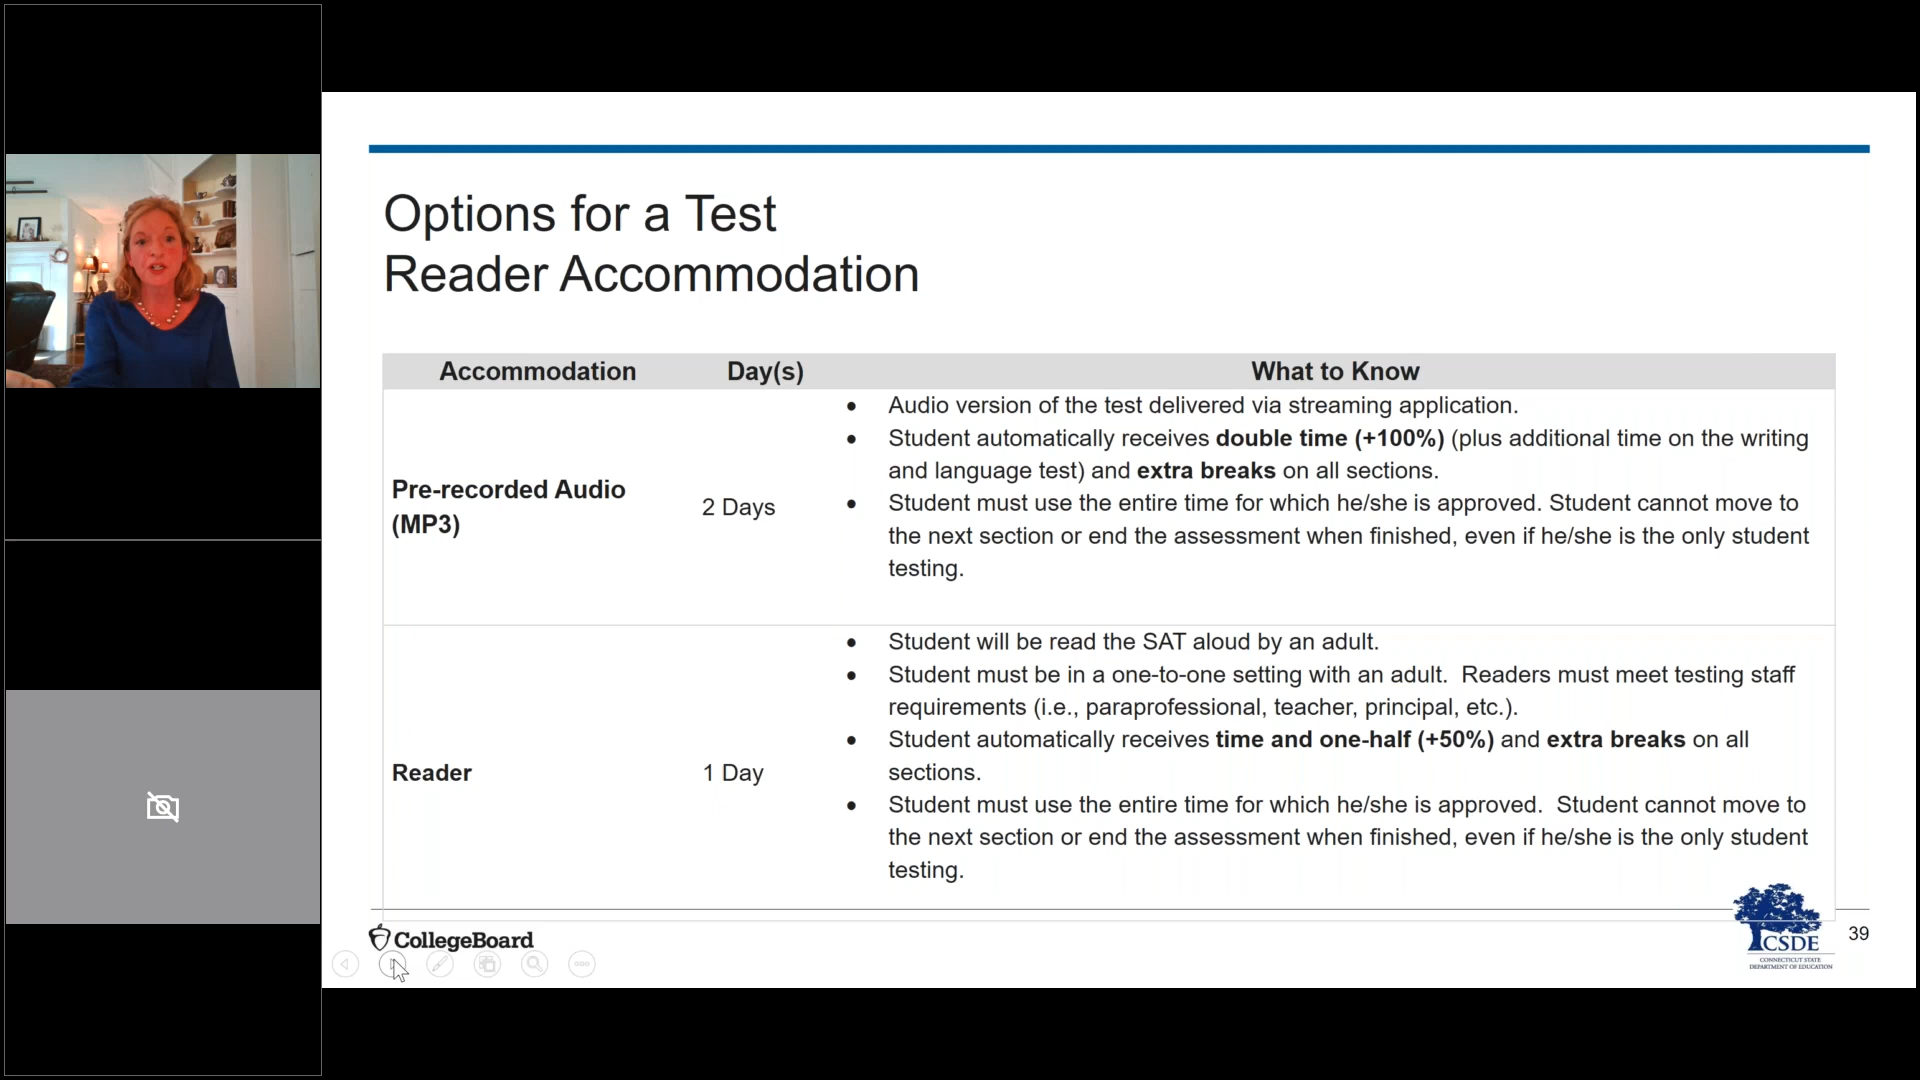 Options for a Test
Reader Accommodation
Accommodation Day(s) What to Know
Pre-recorded Audio
(MP3)
2 Days
• Audio version of the test delivered via streaming application.
• Student automatically receives double time (+100%) (plus additional time on the writing
and language test) and extra breaks on all sections.
• Student must use the entire time for which he/she is approved. Student cannot move to
the next section or end the assessment when finished, even if he/she is the only student
testing.
Reader
1 Day
• Student will be read the SAT aloud by an adult.
• Student must be in a one-to-one setting with an adult.  Readers must meet testing staff
requirements (i.e., paraprofessional, teacher, principal, etc.).
• Student automatically receives time and one-half (+50%) and extra breaks on all
sections.
• Student must use the entire time for which he/she is approved.  Student cannot move to
the next section or end the assessment when finished, even if he/she is the only student
testing.
CollegeBoard
CSDE
CONNECTICUT STATE
DEPARTMENT OF EDUCATION
39